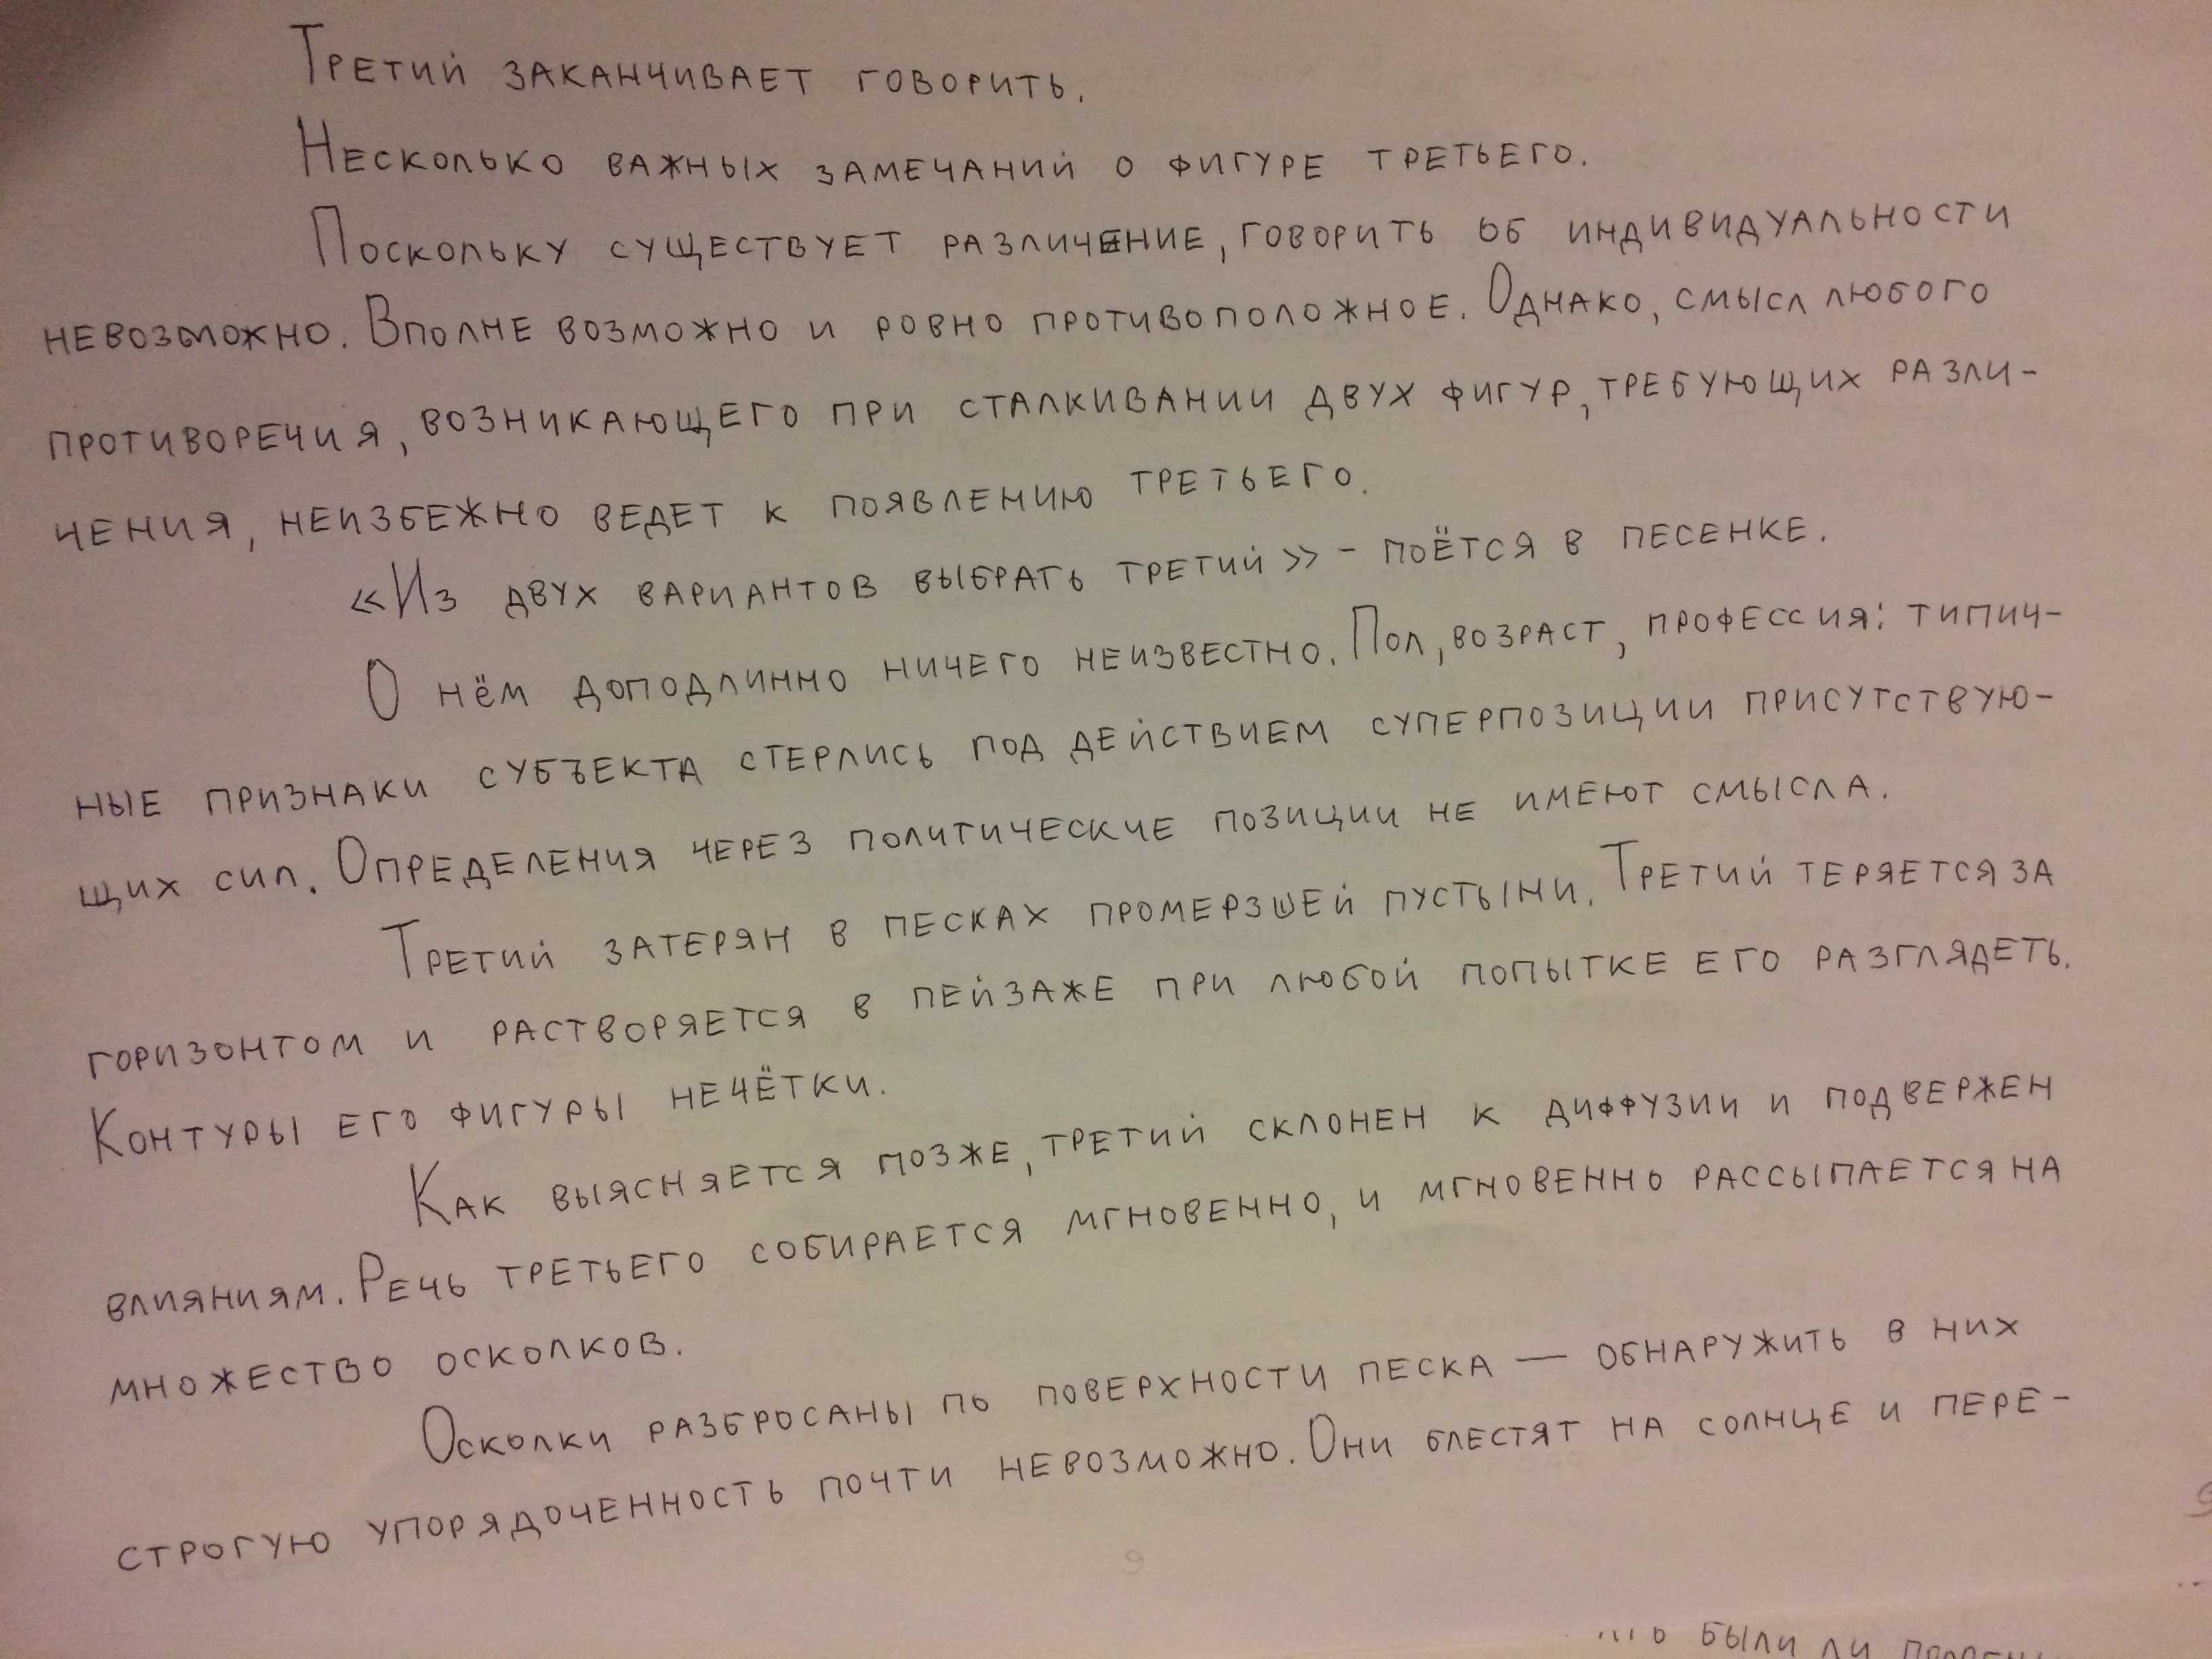 Третий заканчивает говорить.
Несколько важных замечаний о фигуре третьего.
Поскольку существует различение, говорить об индивидуальности
невозможно. Вполне возможно и ровно противоположное. Однако, смысл любого
противоречия, возникающего при сталкивании двух фигур, требующих разли-
чения, неизбежно ведет к появлению третьего.
«Из двух вариантов выбрать третий» - поётся в песенке.
О нём доподлинно ничего неизвестно. Пол, возраст, профессия: типич-
ные признаки субъекта стерлись под действием суперпозиции присутствую-
щих сил. Определения через политические позиции не имеют смысла.
Третий затерян в песках промерзшей пустыни. Третий теряется за
горизонтом и растворяется в пейзаже при любой попытке его разглядеть.
Контуры его фигуры нечётки.
Как выясняется позже, третий склонен к диффузии и подвержен
влияниям. Речь третьего собирается мгновенно, и мгновенно рассыпается на
множество осколков.
Осколки разбросаны по поверхности песка — обнаружить в них
строгую упорядоченность почти невозможно. Они блестят на солнце и пере-
9
были ли